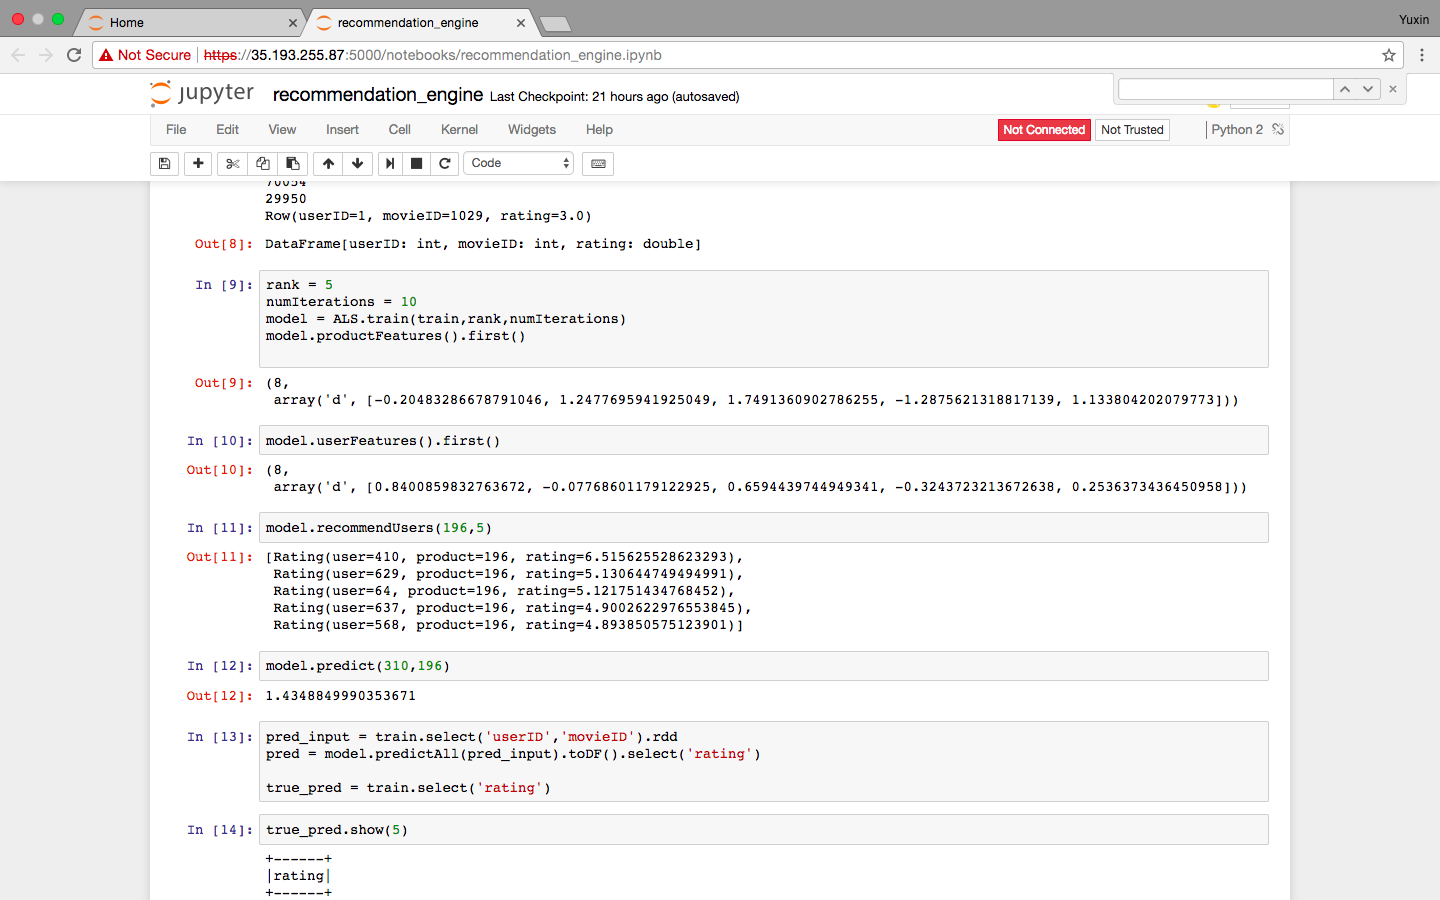 Home
recommendation_engine
Yuxin
Not Secure | https://35.193.255.87:5000/notebooks/recommendation_engine.ipynb
jupyter recommendation_engine Last Checkpoint: 21 hours ago (autosaved)
File Edit View Insert Cell Kernel Widgets Help Not Connected Not Trusted Python 2
Code
70054
29950
Row(userID=1, movieID=1029, rating=3.0)
Out[8]: DataFrame[userID: int, movieID: int, rating: double]
In [9]: rank = 5
numIterations = 10
model = ALS.train(train,rank,numIterations)
model.productFeatures().first()
Out[9]: (8,
array('d', [-0.20483286678791046, 1.2477695941925049, 1.7491360902786255, -1.2875621318817139, 1.133804202079773]))
In [10]: model.userFeatures().first()
Out[10]: (8,
array('d', [0.8400859832763672, -0.07768601179122925, 0.6594439744949341, -0.3243723213672638, 0.2536373436450958]))
In [11]: model.recommendUsers(196,5)
Out[11]: [Rating(user=410, product=196, rating=6.515625528623293),
Rating(user=629, product=196, rating=5.130644749494991),
Rating(user=64, product=196, rating=5.121751434768452),
Rating(user=637, product=196, rating=4.9002622976553845),
Rating(user=568, product=196, rating=4.893850575123901)]
In [12]: model.predict(310,196)
Out[12]: 1.4348849990353671
In [13]: pred_input = train.select('userID','movieID').rdd
pred = model.predictAll(pred_input).toDF().select('rating')
true_pred = train.select('rating')
In [14]: true_pred.show(5)
+------+
|rating|
+------+